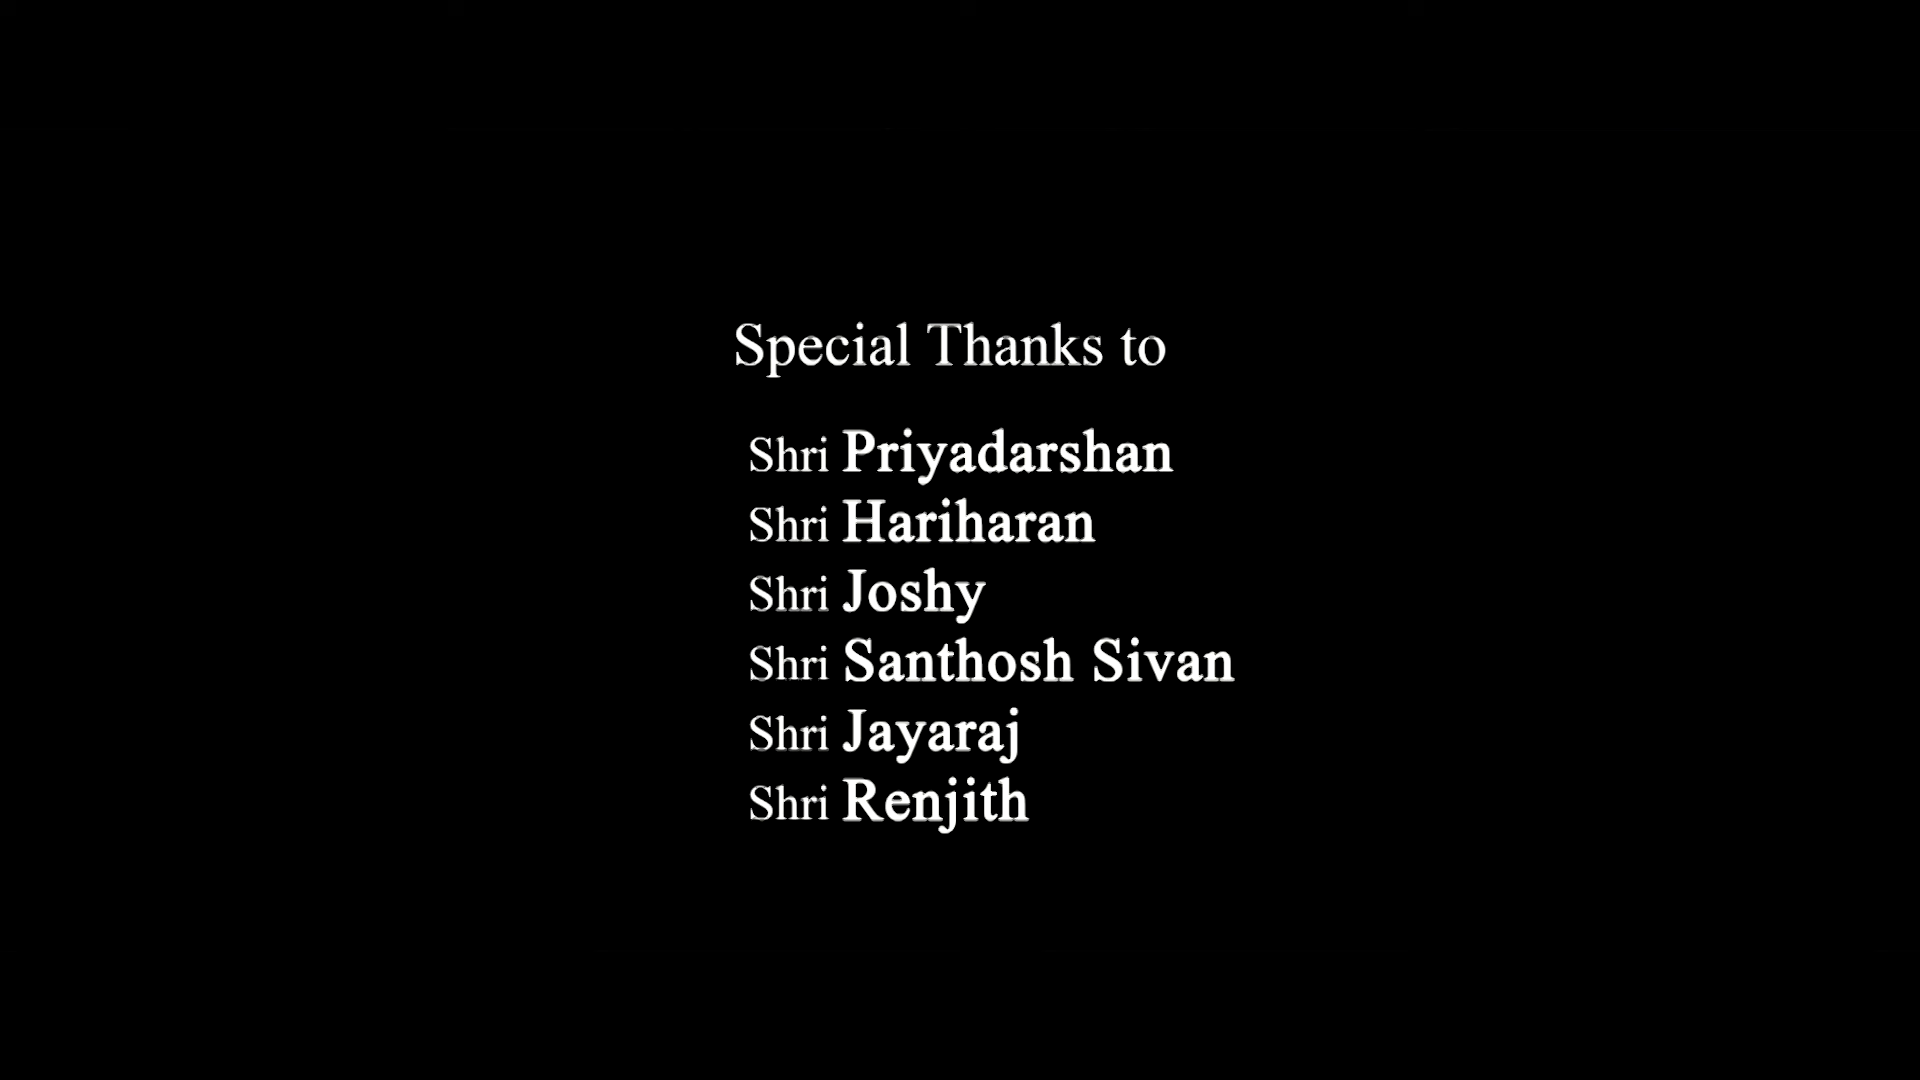 Special Thanks to
Shri Priyadarshan
Shri Hariharan
Shri Joshy
Shri Santhosh Sivan
Shri Jayaraj
Shri Renjith